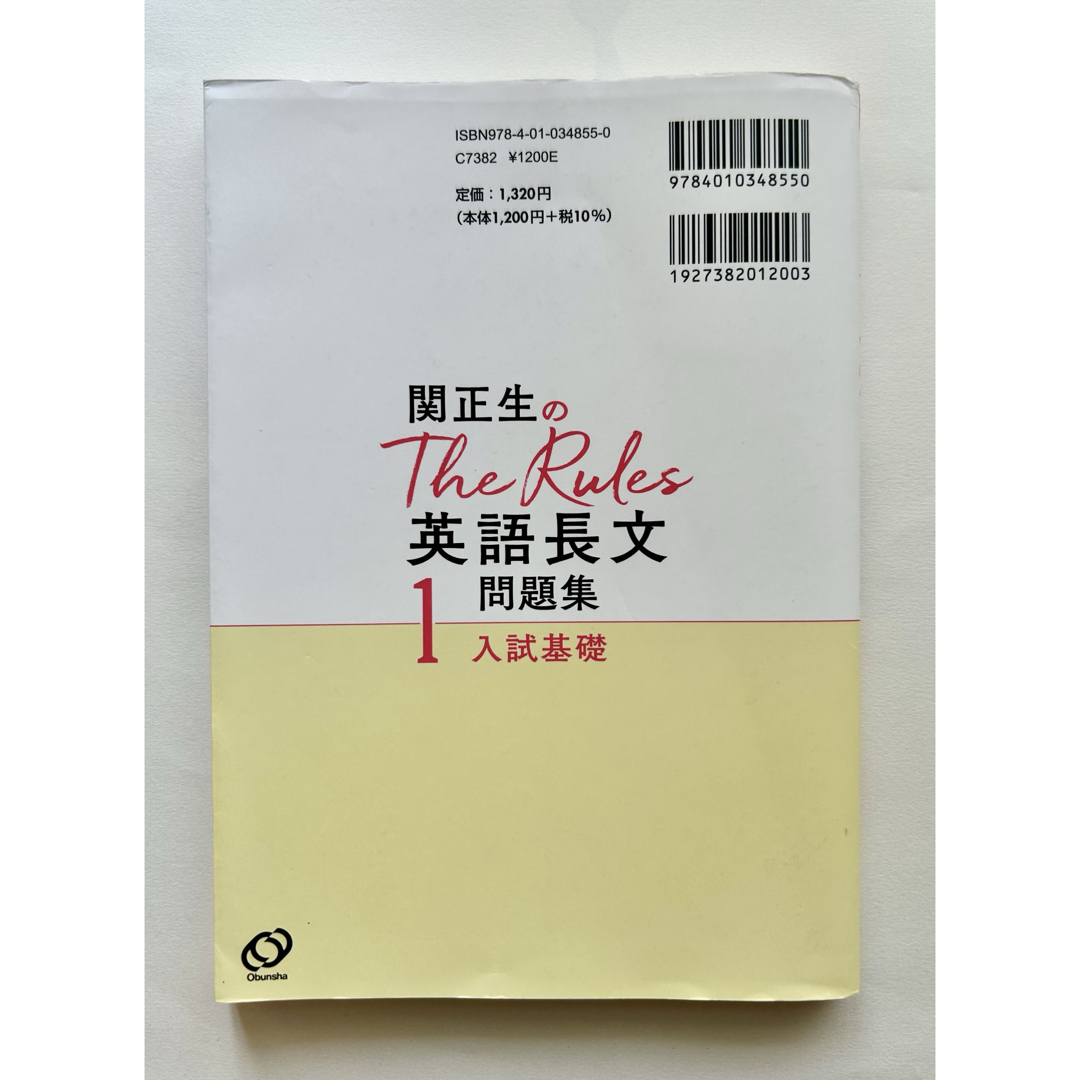 ISBN978-4-01-034855-0
C7382 ¥1200E
定価：1,320円
（本体1,200円＋税10%）
9784010348550
1927382012003
関正生の
The Rules
英語長文
問題集
1 入試基礎
Obunsha